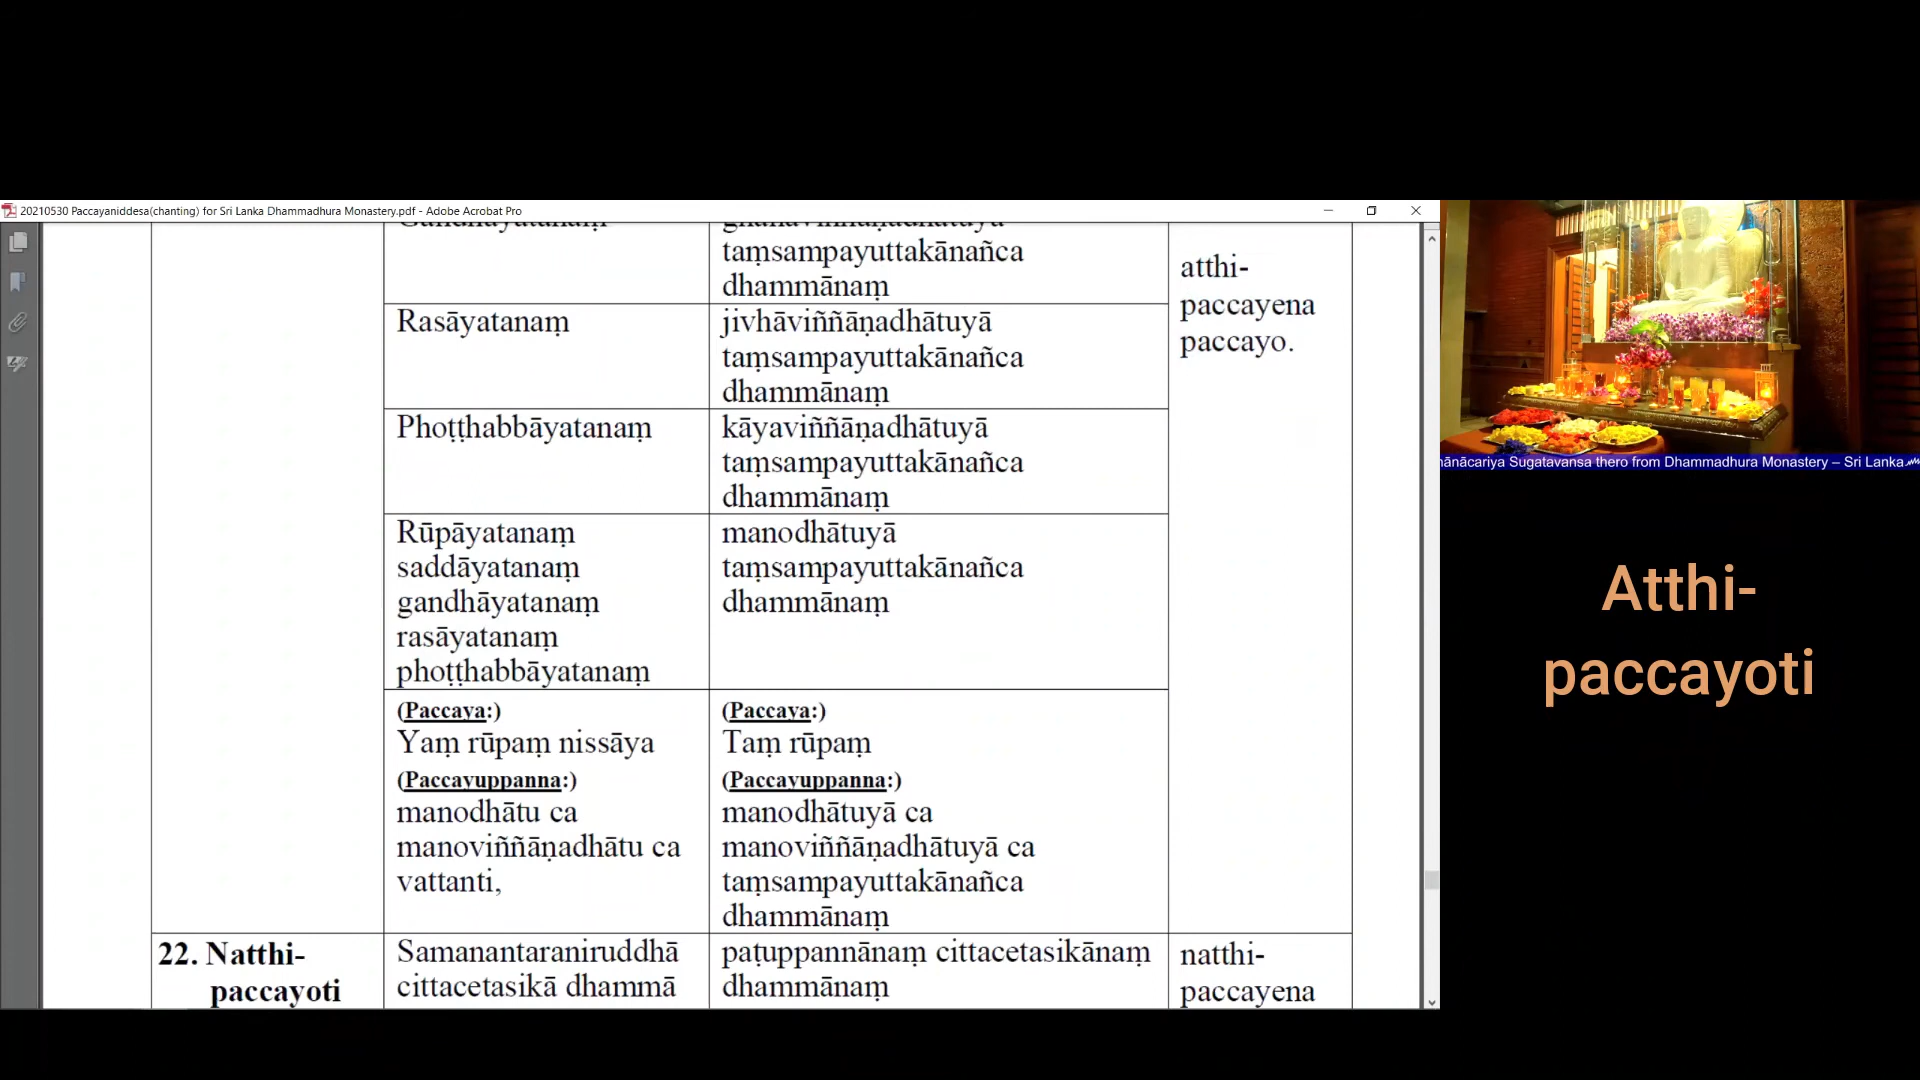 20210530 Paccayaniddesa(chanting) for Sri Lanka Dhammadhura Monastery.pdf - Adobe Acrobat Pro
taṃsampayuttakānañca
dhammānaṃ
atthi-
paccayena
paccayo.
Rasāyatanaṃ
jivhāviññāṇadhātuyā
taṃsampayuttakānañca
dhammānaṃ
Phoṭṭhabbāyatanaṃ
kāyaviññāṇadhātuyā
taṃsampayuttakānañca
dhammānaṃ
Rūpāyatanaṃ
saddāyatanaṃ
gandhāyatanaṃ
rasāyatanaṃ
phoṭṭhabbāyatanaṃ
manodhātuyā
taṃsampayuttakānañca
dhammānaṃ
(Paccaya:)
Yaṃ rūpaṃ nissāya
(Paccayuppanna:)
manodhātu ca
manoviññāṇadhātu ca
vattanti,
(Paccaya:)
Taṃ rūpaṃ
(Paccayuppanna:)
manodhātuyā ca
manoviññāṇadhātuyā ca
taṃsampayuttakānañca
dhammānaṃ
22. Natthi-
paccayoti
Samanantaraniruddhā
cittacetasikā dhammā
paṭuppannānaṃ cittacetasikānaṃ
dhammānaṃ
natthi-
paccayena
Sugatavansa thero from Dhammadhura Monastery – Sri Lanka
Atthi-
paccayoti